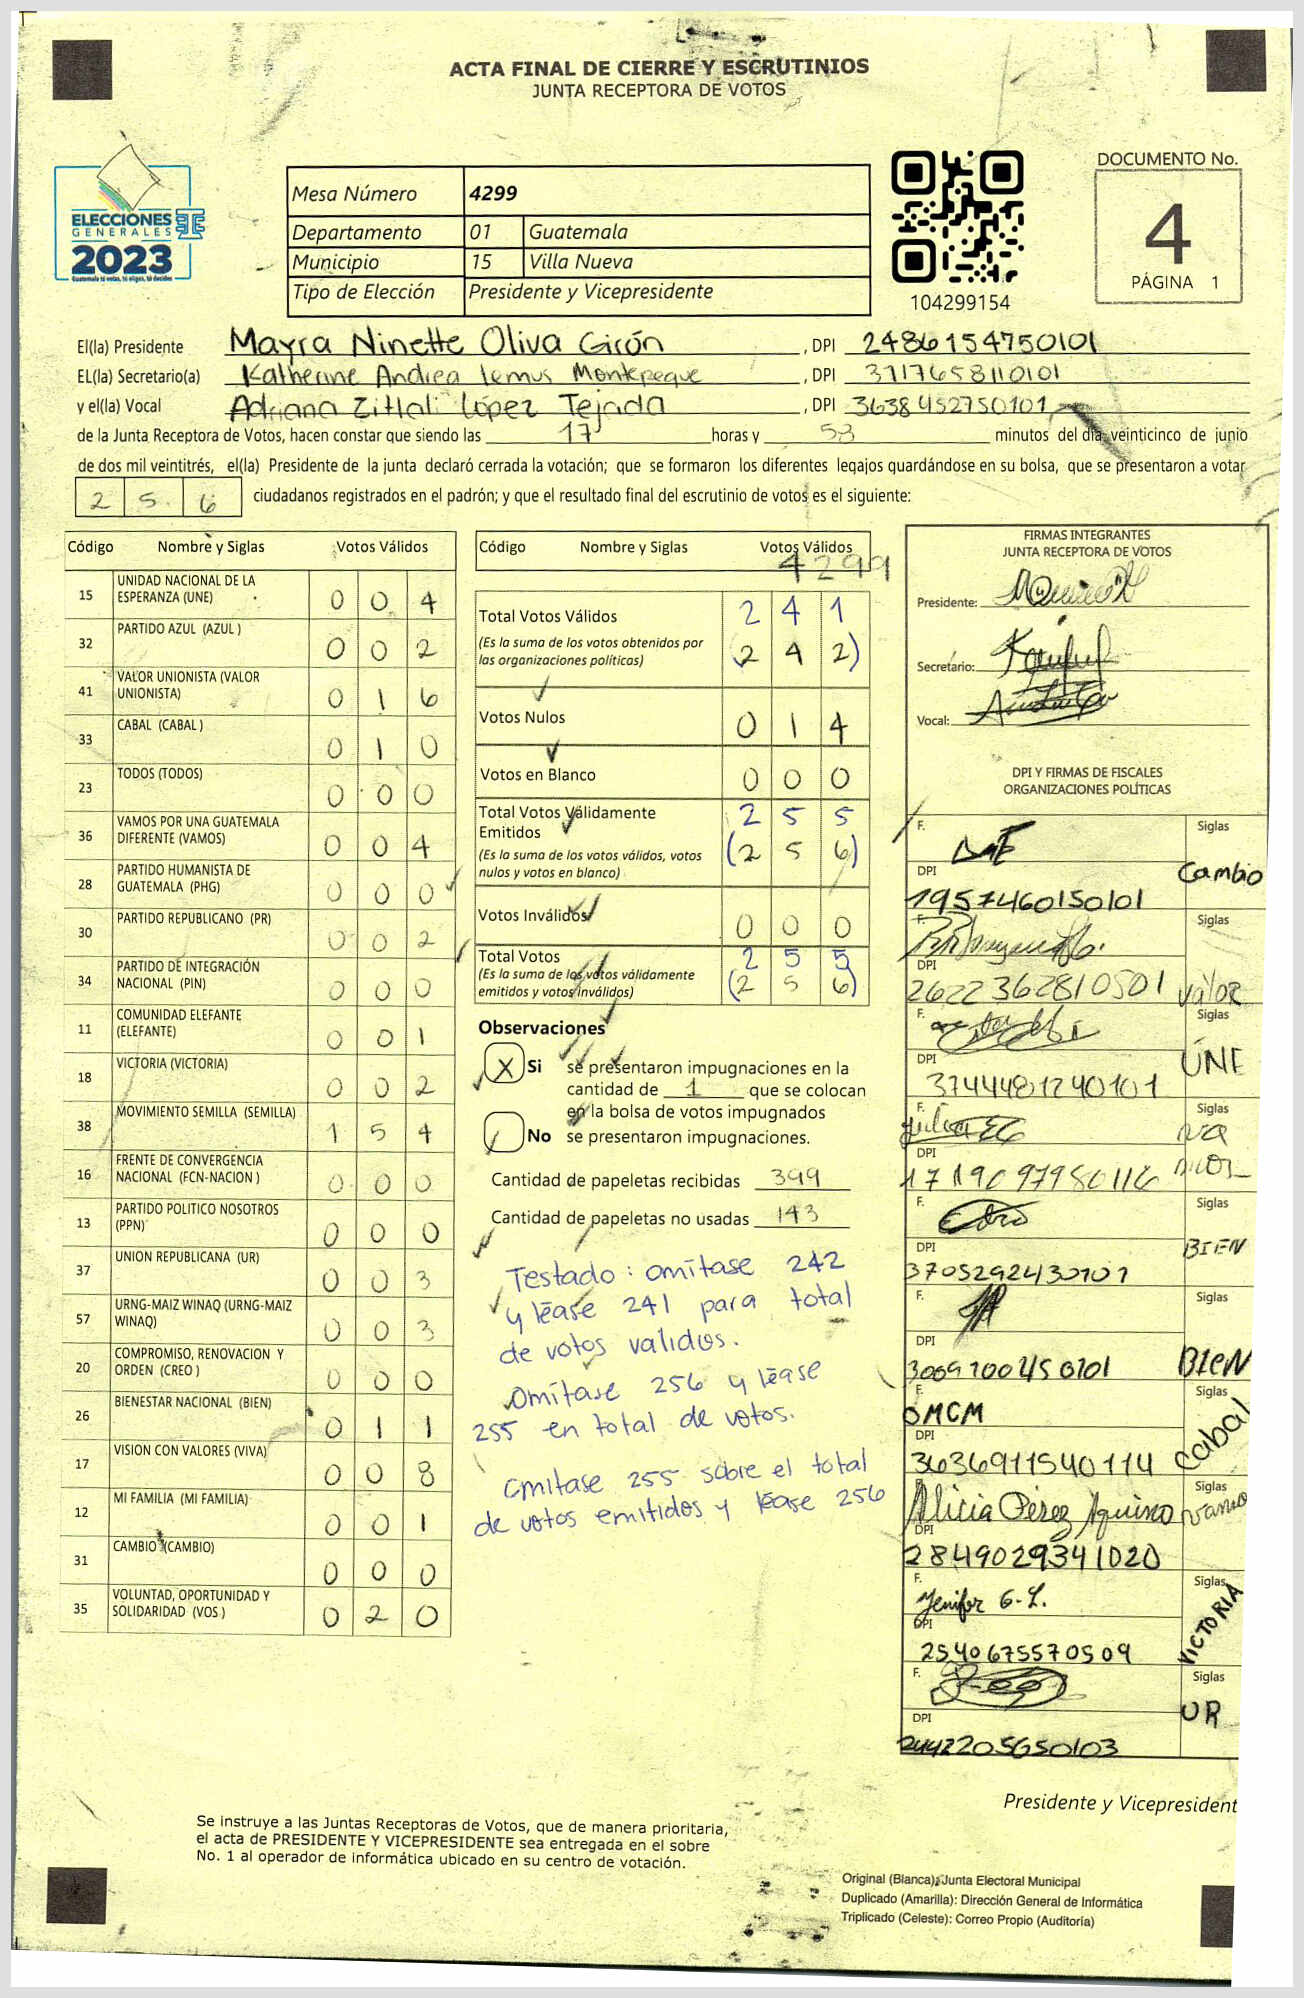 ACTA FINAL DE CIERRE Y ESCRUTINIOS
JUNTA RECEPTORA DE VOTOS
ELECCIONES
GENERALES
2023
Guatemala tú votas, tú eliges, tú decides
Mesa Número 4299
Departamento 01 Guatemala
Municipio 15 Villa Nueva
Tipo de Elección Presidente y Vicepresidente
104299154
DOCUMENTO No.
4
PÁGINA 1
El(la) Presidente Mayra Ninette Oliva Girón, DPI 2486154750101
EL(la) Secretario(a) Katherine Andrea Lemus Montepeque, DPI 3717658110101
y el(la) Vocal Adriana Zitlali López Tejada, DPI 3638452750101
de la Junta Receptora de Votos, hacen constar que siendo las 17 horas y 53 minutos del día veinticinco de junio
de dos mil veintitrés, el(la) Presidente de la junta declaró cerrada la votación; que se formaron los diferentes legajos guardándose en su bolsa, que se presentaron a votar
2 5 6 ciudadanos registrados en el padrón; y que el resultado final del escrutinio de votos es el siguiente:
Código Nombre y Siglas Votos Válidos
15 UNIDAD NACIONAL DE LA ESPERANZA (UNE) 0 0 4
32 PARTIDO AZUL (AZUL ) 0 0 2
41 VALOR UNIONISTA (VALOR UNIONISTA) 0 1 6
33 CABAL (CABAL ) 0 1 0
23 TODOS (TODOS) 0 0 0
36 VAMOS POR UNA GUATEMALA DIFERENTE (VAMOS) 0 0 4
28 PARTIDO HUMANISTA DE GUATEMALA (PHG) 0 0 0
30 PARTIDO REPUBLICANO (PR) 0 0 2
34 PARTIDO DE INTEGRACIÓN NACIONAL (PIN) 0 0 0
11 COMUNIDAD ELEFANTE (ELEFANTE) 0 0 1
18 VICTORIA (VICTORIA) 0 0 2
38 MOVIMIENTO SEMILLA (SEMILLA) 1 5 4
16 FRENTE DE CONVERGENCIA NACIONAL (FCN-NACION ) 0 0 0
13 PARTIDO POLITICO NOSOTROS (PPN) 0 0 0
37 UNION REPUBLICANA (UR) 0 0 3
57 URNG-MAIZ WINAQ (URNG-MAIZ WINAQ) 0 0 3
20 COMPROMISO, RENOVACION Y ORDEN (CREO ) 0 0 0
26 BIENESTAR NACIONAL (BIEN) 0 1 1
17 VISION CON VALORES (VIVA) 0 0 8
12 MI FAMILIA (MI FAMILIA) 0 0 1
31 CAMBIO (CAMBIO) 0 0 0
35 VOLUNTAD, OPORTUNIDAD Y SOLIDARIDAD (VOS ) 0 2 0
Código Nombre y Siglas Votos Válidos
4299
Total Votos Válidos 2 4 1
(Es la suma de los votos obtenidos por las organizaciones políticas) (2 4 2)
Votos Nulos 0 1 4
Votos en Blanco 0 0 0
Total Votos Válidamente Emitidos 2 5 5
(Es la suma de los votos válidos, votos nulos y votos en blanco) (2 5 6)
Votos Inválidos 0 0 0
Total Votos 2 5 5
(Es la suma de los votos válidamente emitidos y votos inválidos) (2 5 6)
Observaciones
X Si se presentaron impugnaciones en la
cantidad de 1 que se colocan
en la bolsa de votos impugnados
No se presentaron impugnaciones.
Cantidad de papeletas recibidas 399
Cantidad de papeletas no usadas 143
Testado: omítase 242
y léase 241 para total
de votos validos.
Omítase 256 y léase
255 en total de votos.
Omítase 255 sobre el total
de votos emitidos y léase 256
FIRMAS INTEGRANTES
JUNTA RECEPTORA DE VOTOS
Presidente:
Secretario:
Vocal:
DPI Y FIRMAS DE FISCALES
ORGANIZACIONES POLÍTICAS
F. Siglas
DPI Cambio
1957460150101
F. Siglas
DPI
2622362810501 Valor
F. Siglas
DPI UNE
3744481240101
F. Siglas
DPI
1719097980116
F. Siglas
DPI BIEN
3705292430101
F. Siglas
DPI
3009700450101 BIEN
F. Siglas
OMCM
DPI Cabal
3636911540114
Siglas
Alicia Pérez Aquino Vamos
DPI
2849029341020
F. Siglas
Jenifer G.L. VICTORIA
DPI
2540675570509
F. Siglas
DPI UR
2442205650103
Presidente y Vicepresident
Se instruye a las Juntas Receptoras de Votos, que de manera prioritaria,
el acta de PRESIDENTE Y VICEPRESIDENTE sea entregada en el sobre
No. 1 al operador de informática ubicado en su centro de votación.
Original (Blanca): Junta Electoral Municipal
Duplicado (Amarilla): Dirección General de Informática
Triplicado (Celeste): Correo Propio (Auditoría)